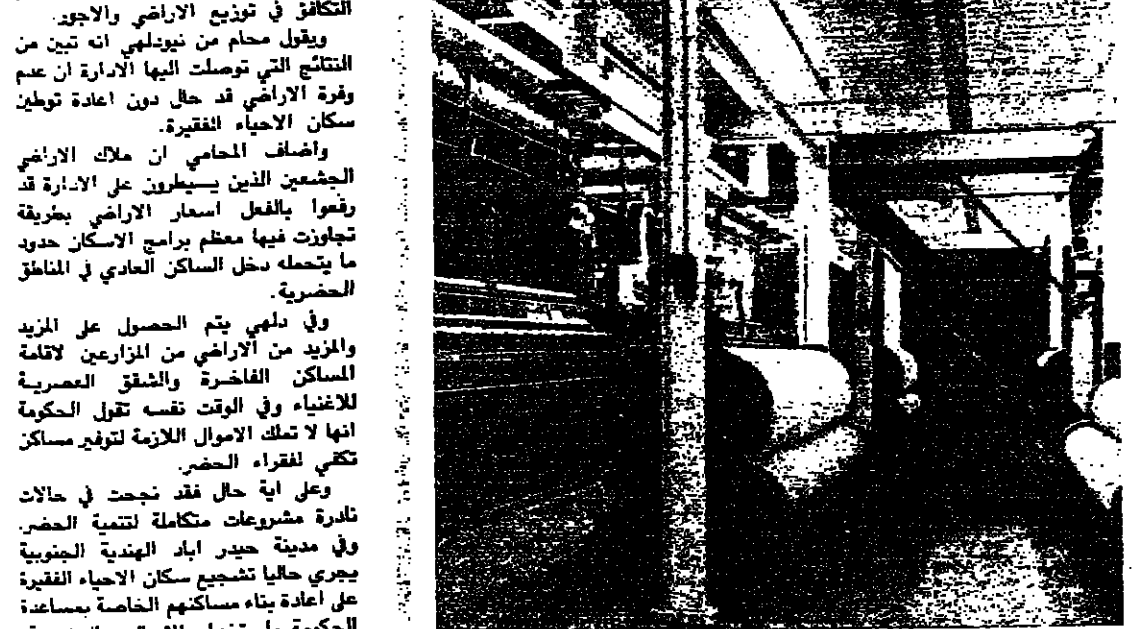 التكافؤ في توزيع الاراضي والاجور.
ويقول محام من نيودلهي انه تبين من
النتائج التي توصلت اليها الادارة ان عدم
وفرة الاراضي قد حال دون اعادة توطين
سكان الاحياء الفقيرة.
واضاف المحامي ان ملاك الاراضي
الجشعين الذين يسيطرون على الادارة قد
رفعوا بالفعل اسعار الاراضي بطريقة
تجاوزت فيها معظم برامج الاسكان حدود
ما يتحمله دخل الساكن العادي في المناطق
الحضرية.
وفي دلهي يتم الحصول على المزيد
والمزيد من الاراضي من المزارعين لاقامة
المساكن الفاخرة والشقق العصرية
للاغنياء وفي الوقت نفسه تقول الحكومة
انها لا تملك الاموال اللازمة لتوفير مساكن
تكفي لفقراء الحضر.
وعلى اية حال فقد نجحت في حالات
نادرة مشروعات متكاملة لتنمية الحضر.
وفي مدينة حيدر اباد الهندية الجنوبية
يجري حاليا تشجيع سكان الاحياء الفقيرة
على اعادة بناء مساكنهم الخاصة بمساعدة
الحكومة